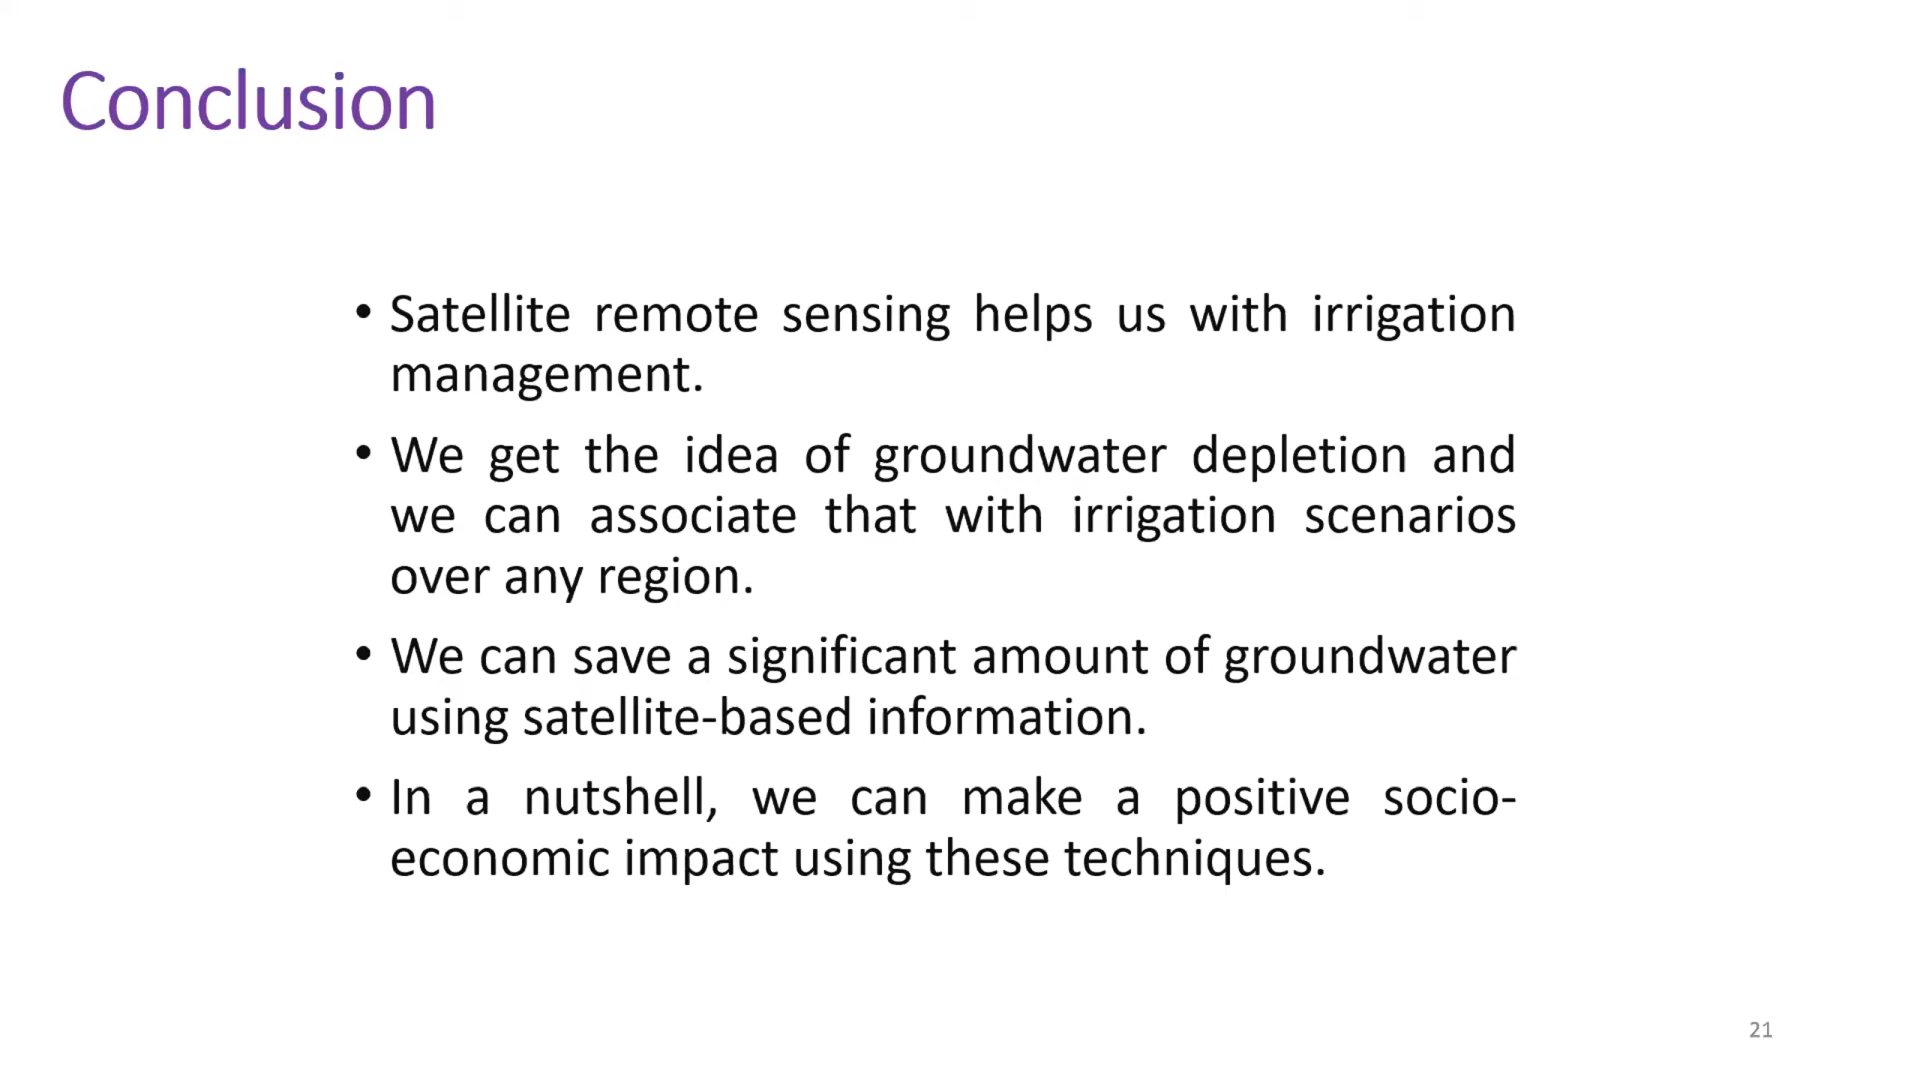 Conclusion
• Satellite remote sensing helps us with irrigation
management.
• We get the idea of groundwater depletion and
we can associate that with irrigation scenarios
over any region.
• We can save a significant amount of groundwater
using satellite-based information.
• In a nutshell, we can make a positive socio-
economic impact using these techniques.
21